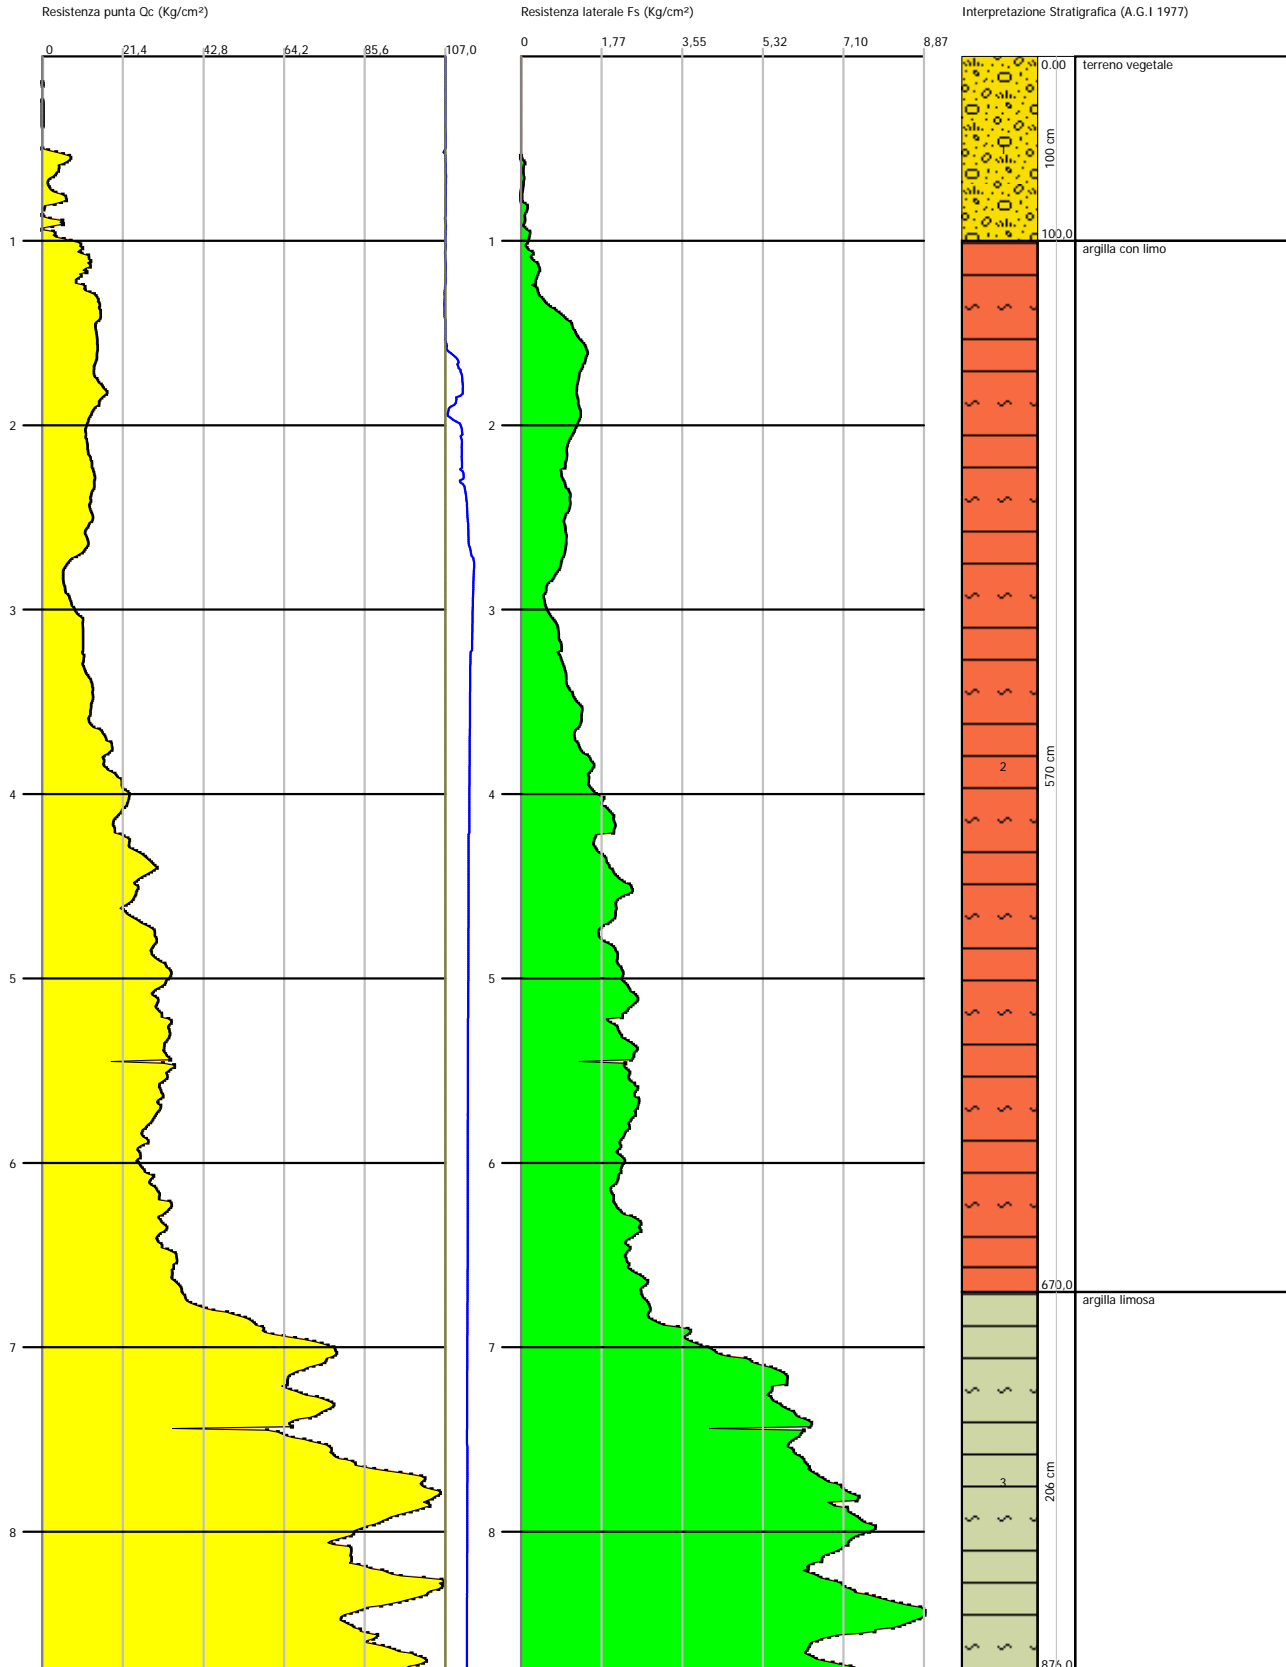 Resistenza punta Qc (Kg/cm²)
Resistenza laterale Fs (Kg/cm²)
Interpretazione Stratigrafica (A.G.I 1977)
0 21,4 42,8 64,2 85,6 107,0
0 1,77 3,55 5,32 7,10 8,87
0.00 terreno vegetale
100 cm
1
1
1
100,0
argilla con limo
2
2
3
3
2
570 cm
4
4
5
5
6
6
670,0
argilla limosa
7
7
3
206 cm
8
8
876,0